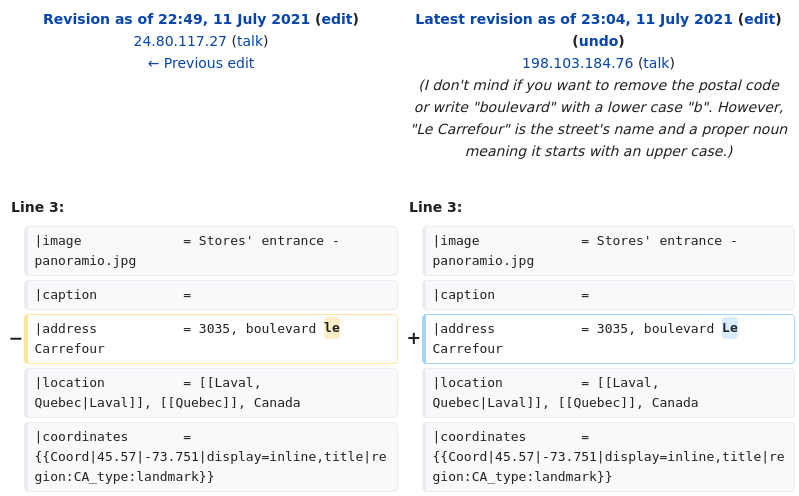 Revision as of 22:49, 11 July 2021 (edit)
24.80.117.27 (talk)
← Previous edit
Latest revision as of 23:04, 11 July 2021 (edit)
(undo)
198.103.184.76 (talk)
(I don't mind if you want to remove the postal code
or write "boulevard" with a lower case "b". However,
"Le Carrefour" is the street's name and a proper noun
meaning it starts with an upper case.)
Line 3:
|image = Stores' entrance -
panoramio.jpg
|caption =
− |address = 3035, boulevard le
Carrefour
|location = [[Laval,
Quebec|Laval]], [[Quebec]], Canada
|coordinates =
{{Coord|45.57|-73.751|display=inline,title|re
gion:CA_type:landmark}}
Line 3:
|image = Stores' entrance -
panoramio.jpg
|caption =
+ |address = 3035, boulevard Le
Carrefour
|location = [[Laval,
Quebec|Laval]], [[Quebec]], Canada
|coordinates =
{{Coord|45.57|-73.751|display=inline,title|re
gion:CA_type:landmark}}